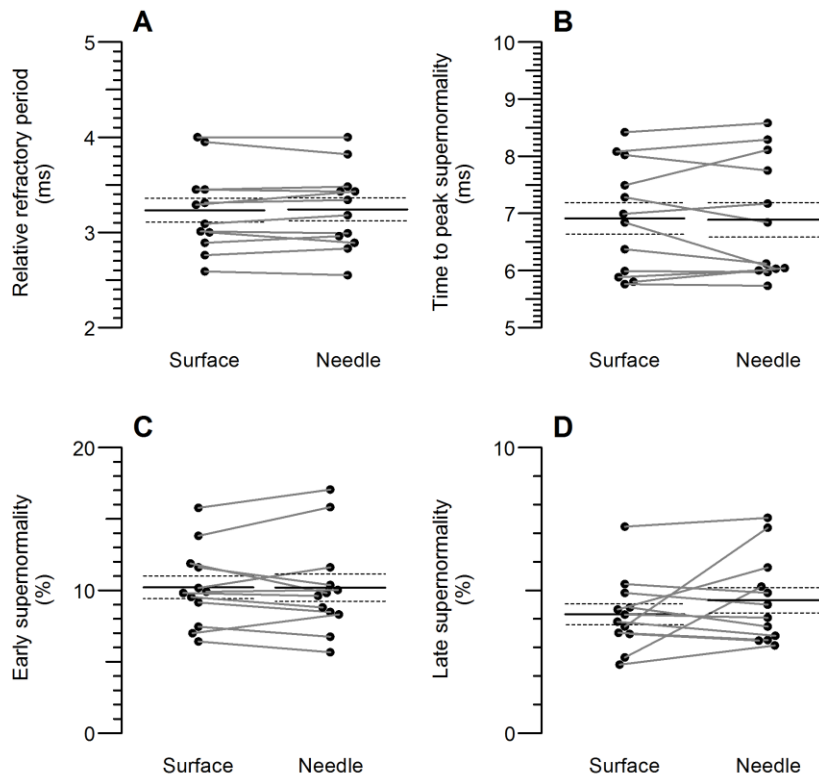 A
Relative refractory period
(ms)
5
4
3
2
Surface
Needle
B
Time to peak supernormality
(ms)
10
9
8
7
6
5
Surface
Needle
C
Early supernormality
(%)
20
10
0
Surface
Needle
D
Late supernormality
(%)
10
0
Surface
Needle